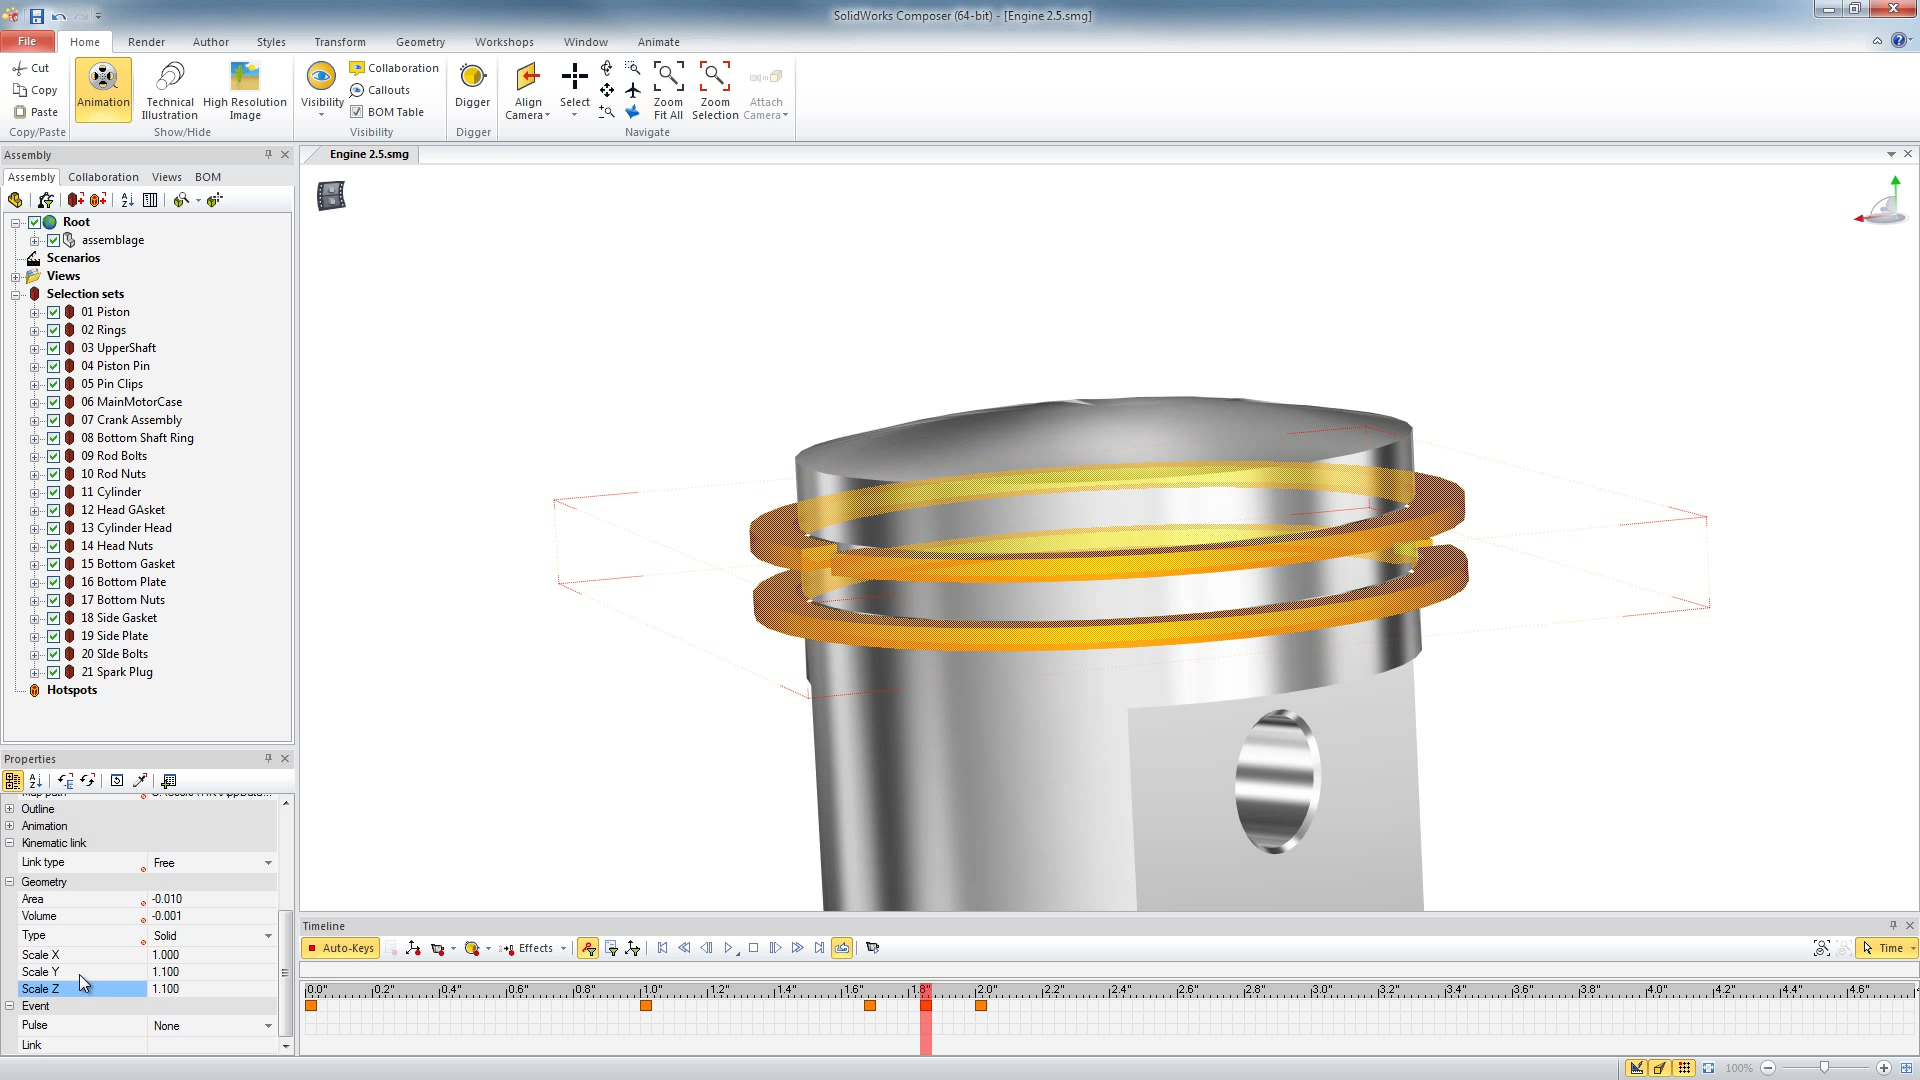 SolidWorks Composer (64-bit) - [Engine 2.5.smg]
File Home Render Author Styles Transform Geometry Workshops Window Animate
Cut
Copy
Paste
Copy/Paste
Animation
Technical Illustration
High Resolution Image
Show/Hide
Visibility
Collaboration
Callouts
BOM Table
Visibility
Digger
Digger
Align Camera
Select
Zoom Fit All
Zoom Selection
Attach Camera
Navigate
Assembly
Engine 2.5.smg
Assembly Collaboration Views BOM
Root
assemblage
Scenarios
Views
Selection sets
01 Piston
02 Rings
03 UpperShaft
04 Piston Pin
05 Pin Clips
06 MainMotorCase
07 Crank Assembly
08 Bottom Shaft Ring
09 Rod Bolts
10 Rod Nuts
11 Cylinder
12 Head GAsket
13 Cylinder Head
14 Head Nuts
15 Bottom Gasket
16 Bottom Plate
17 Bottom Nuts
18 Side Gasket
19 Side Plate
20 SIde Bolts
21 Spark Plug
Hotspots
Properties
Outline
Animation
Kinematic link
Link type Free
Geometry
Area -0.010
Volume -0.001
Type Solid
Scale X 1.000
Scale Y 1.100
Scale Z 1.100
Event
Pulse None
Link
Timeline
Auto-Keys Effects Time
0.0" 0.2" 0.4" 0.6" 0.8" 1.0" 1.2" 1.4" 1.6" 1.8" 2.0" 2.2" 2.4" 2.6" 2.8" 3.0" 3.2" 3.4" 3.6" 3.8" 4.0" 4.2" 4.4" 4.6"
100%